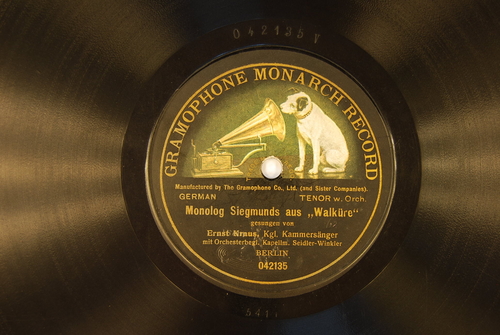 042135v
GRAMOPHONE MONARCH RECORD
Manufactured by The Gramophone Co., Ltd. (and Sister Companies).
GERMAN TENOR w. Orch.
Monolog Siegmunds aus „Walküre"
gesungen von
Ernst Kraus, Kgl. Kammersänger
mit Orchesterbegl. Kapellm. Seidler-Winkler
BERLIN
042135